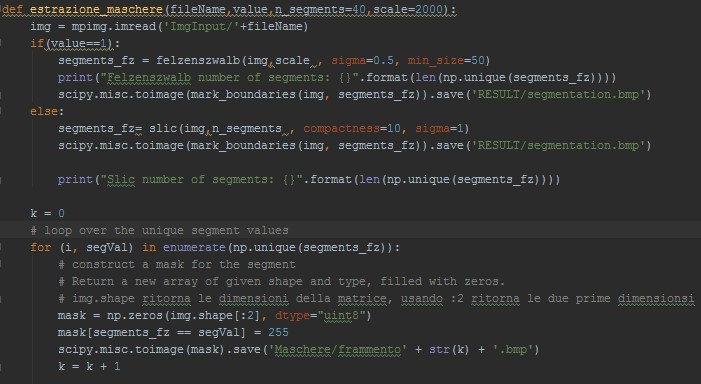 def estrazione_maschere(fileName,value,n_segments=40,scale=2000):
    img = mpimg.imread('ImgInput/'+fileName)
    if(value==1):
        segments_fz = felzenszwalb(img,scale , sigma=0.5, min_size=50)
        print("Felzenszwalb number of segments: {}".format(len(np.unique(segments_fz))))
        scipy.misc.toimage(mark_boundaries(img, segments_fz)).save('RESULT/segmentation.bmp')
    else:
        segments_fz= slic(img,n_segments , compactness=10, sigma=1)
        scipy.misc.toimage(mark_boundaries(img, segments_fz)).save('RESULT/segmentation.bmp')
        print("Slic number of segments: {}".format(len(np.unique(segments_fz))))
    k = 0
    # loop over the unique segment values
    for (i, segVal) in enumerate(np.unique(segments_fz)):
        # construct a mask for the segment
        # Return a new array of given shape and type, filled with zeros.
        # img.shape ritorna le dimensioni della matrice, usando :2 ritorna le due prime dimensionsi
        mask = np.zeros(img.shape[:2], dtype="uint8")
        mask[segments_fz == segVal] = 255
        scipy.misc.toimage(mask).save('Maschere/frammento' + str(k) + '.bmp')
        k = k + 1